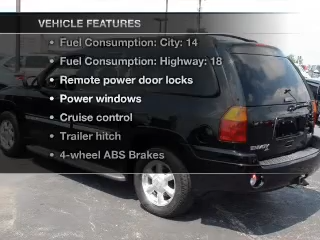 VEHICLE FEATURES
• Fuel Consumption: City: 14
• Fuel Consumption: Highway: 18
• Remote power door locks
• Power windows
• Cruise control
• Trailer hitch
• 4-wheel ABS Brakes